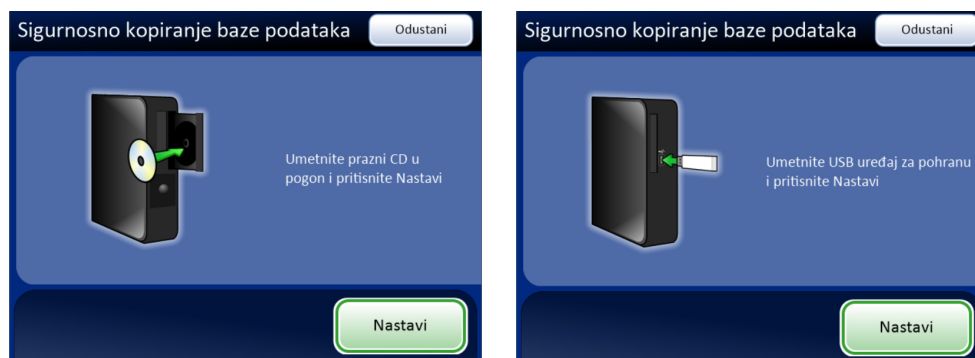 Sigurnosno kopiranje baze podataka
Odustani
Umetnite prazni CD u
pogon i pritisnite Nastavi
Nastavi
Sigurnosno kopiranje baze podataka
Odustani
Umetnite USB uređaj za pohranu
i pritisnite Nastavi
Nastavi